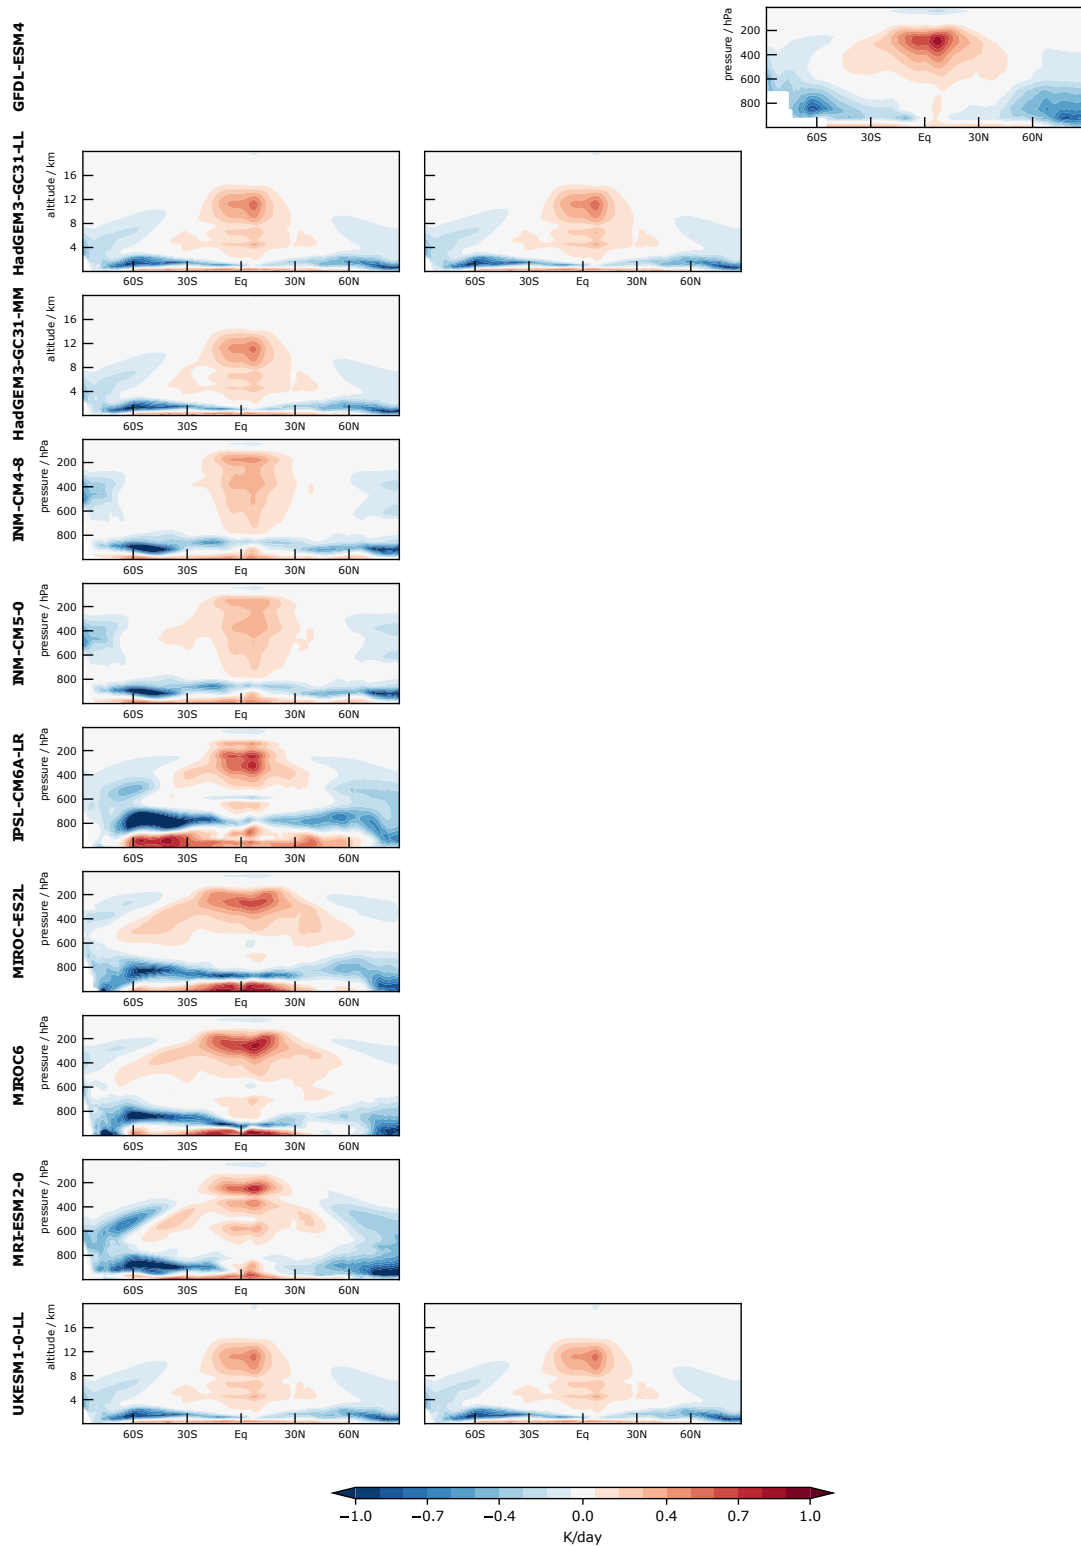 GFDL-ESM4
pressure / hPa
200
400
600
800
60S 30S Eq 30N 60N
HadGEM3-GC31-LL
altitude / km
16
12
8
4
60S 30S Eq 30N 60N
60S 30S Eq 30N 60N
HadGEM3-GC31-MM
altitude / km
16
12
8
4
60S 30S Eq 30N 60N
INM-CM4-8
pressure / hPa
200
400
600
800
60S 30S Eq 30N 60N
INM-CM5-0
pressure / hPa
200
400
600
800
60S 30S Eq 30N 60N
IPSL-CM6A-LR
pressure / hPa
200
400
600
800
60S 30S Eq 30N 60N
MIROC-ES2L
pressure / hPa
200
400
600
800
60S 30S Eq 30N 60N
MIROC6
pressure / hPa
200
400
600
800
60S 30S Eq 30N 60N
MRI-ESM2-0
pressure / hPa
200
400
600
800
60S 30S Eq 30N 60N
UKESM1-0-LL
altitude / km
16
12
8
4
60S 30S Eq 30N 60N
60S 30S Eq 30N 60N
−1.0 −0.7 −0.4 0.0 0.4 0.7 1.0
K/day